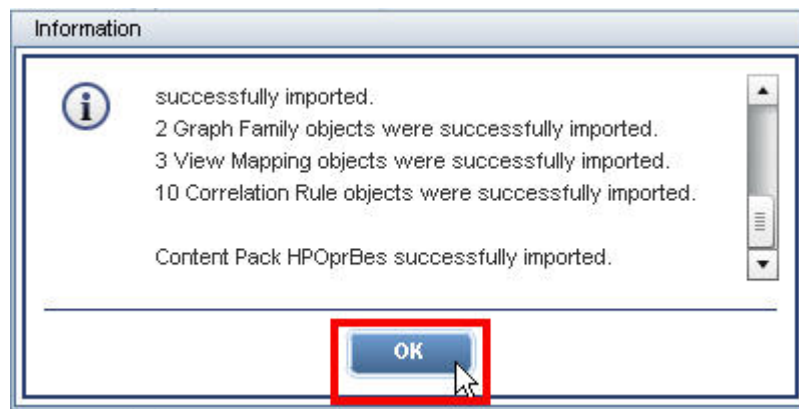 Information
successfully imported.
2 Graph Family objects were successfully imported.
3 View Mapping objects were successfully imported.
10 Correlation Rule objects were successfully imported.
Content Pack HPOprBes successfully imported.
OK